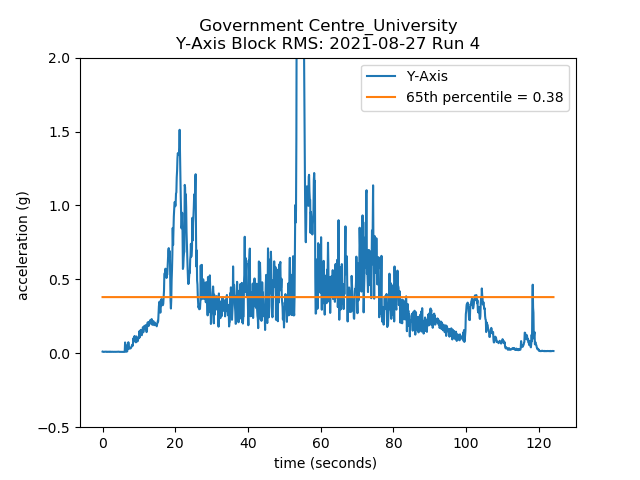 Government Centre_University
Y-Axis Block RMS: 2021-08-27 Run 4
Y-Axis
65th percentile = 0.38
acceleration (g)
2.0
1.5
1.0
0.5
0.0
−0.5
0 20 40 60 80 100 120
time (seconds)